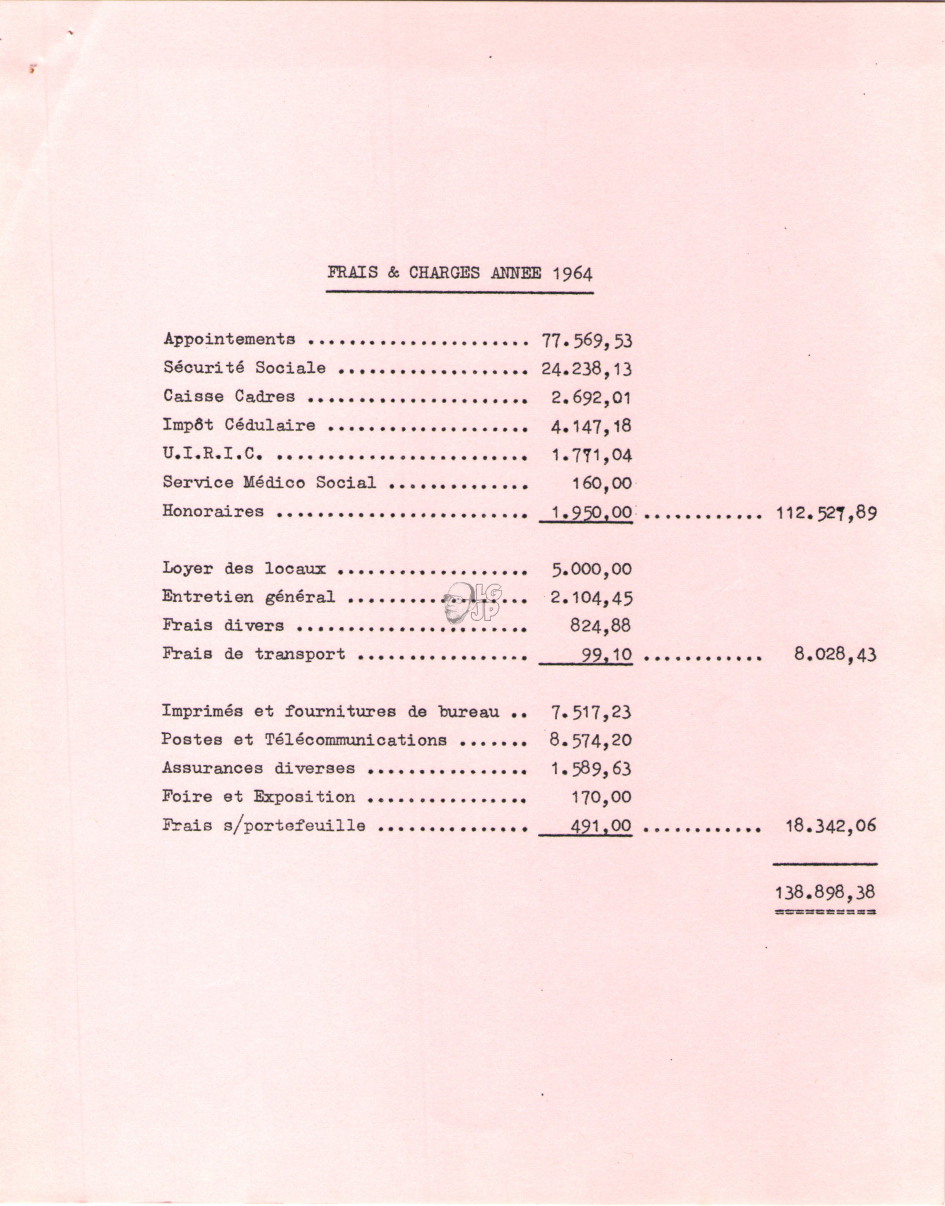 FRAIS & CHARGES ANNEE 1964
Appointements ...................... 77.569,53
Sécurité Sociale ................... 24.238,13
Caisse Cadres ...................... 2.692,01
Impôt Cédulaire .................... 4.147,18
U.I.R.I.C. ......................... 1.771,04
Service Médico Social .............. 160,00
Honoraires ......................... 1.950,00 ............ 112.527,89
Loyer des locaux ................... 5.000,00
Entretien général .................. 2.104,45
LG
JP
Frais divers ....................... 824,88
Frais de transport ................. 99,10 ............ 8.028,43
Imprimés et fournitures de bureau .. 7.517,23
Postes et Télécommunications ....... 8.574,20
Assurances diverses ................ 1.589,63
Foire et Exposition ................ 170,00
Frais s/portefeuille ............... 491,00 ............ 18.342,06
138.898,38